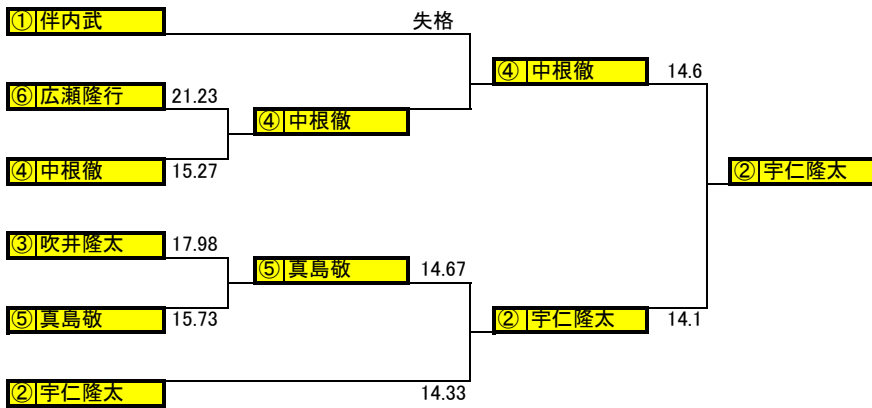 ① 伴内武 失格
④ 中根徹 14.6
⑥ 広瀬隆行 21.23
④ 中根徹
④ 中根徹 15.27
② 宇仁隆太
③ 吹井隆太 17.98
⑤ 真島敬 14.67
⑤ 真島敬 15.73
② 宇仁隆太 14.1
② 宇仁隆太 14.33